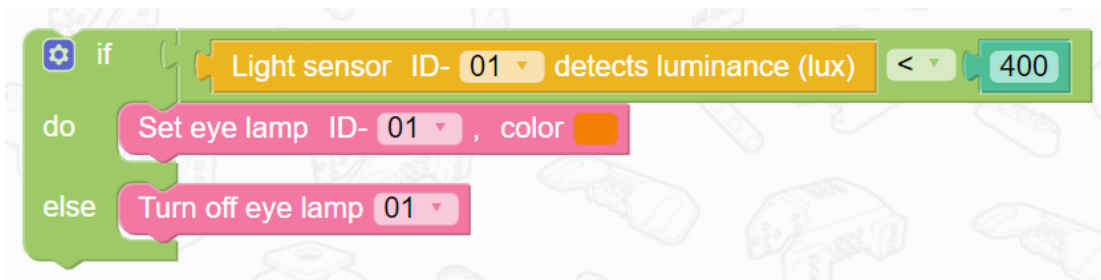 if Light sensor ID- 01 detects luminance (lux) < 400
do Set eye lamp ID- 01 , color
else Turn off eye lamp 01